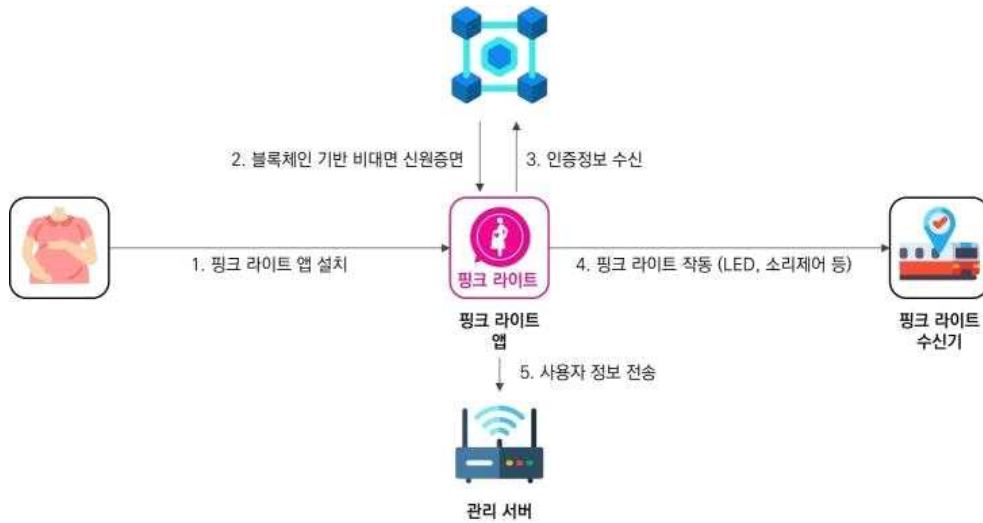 2. 블록체인 기반 비대면 신원증면
3. 인증정보 수신
1. 핑크 라이트 앱 설치
핑크 라이트
4. 핑크 라이트 작동 (LED, 소리제어 등)
핑크 라이트
앱
핑크 라이트
수신기
5. 사용자 정보 전송
관리 서버